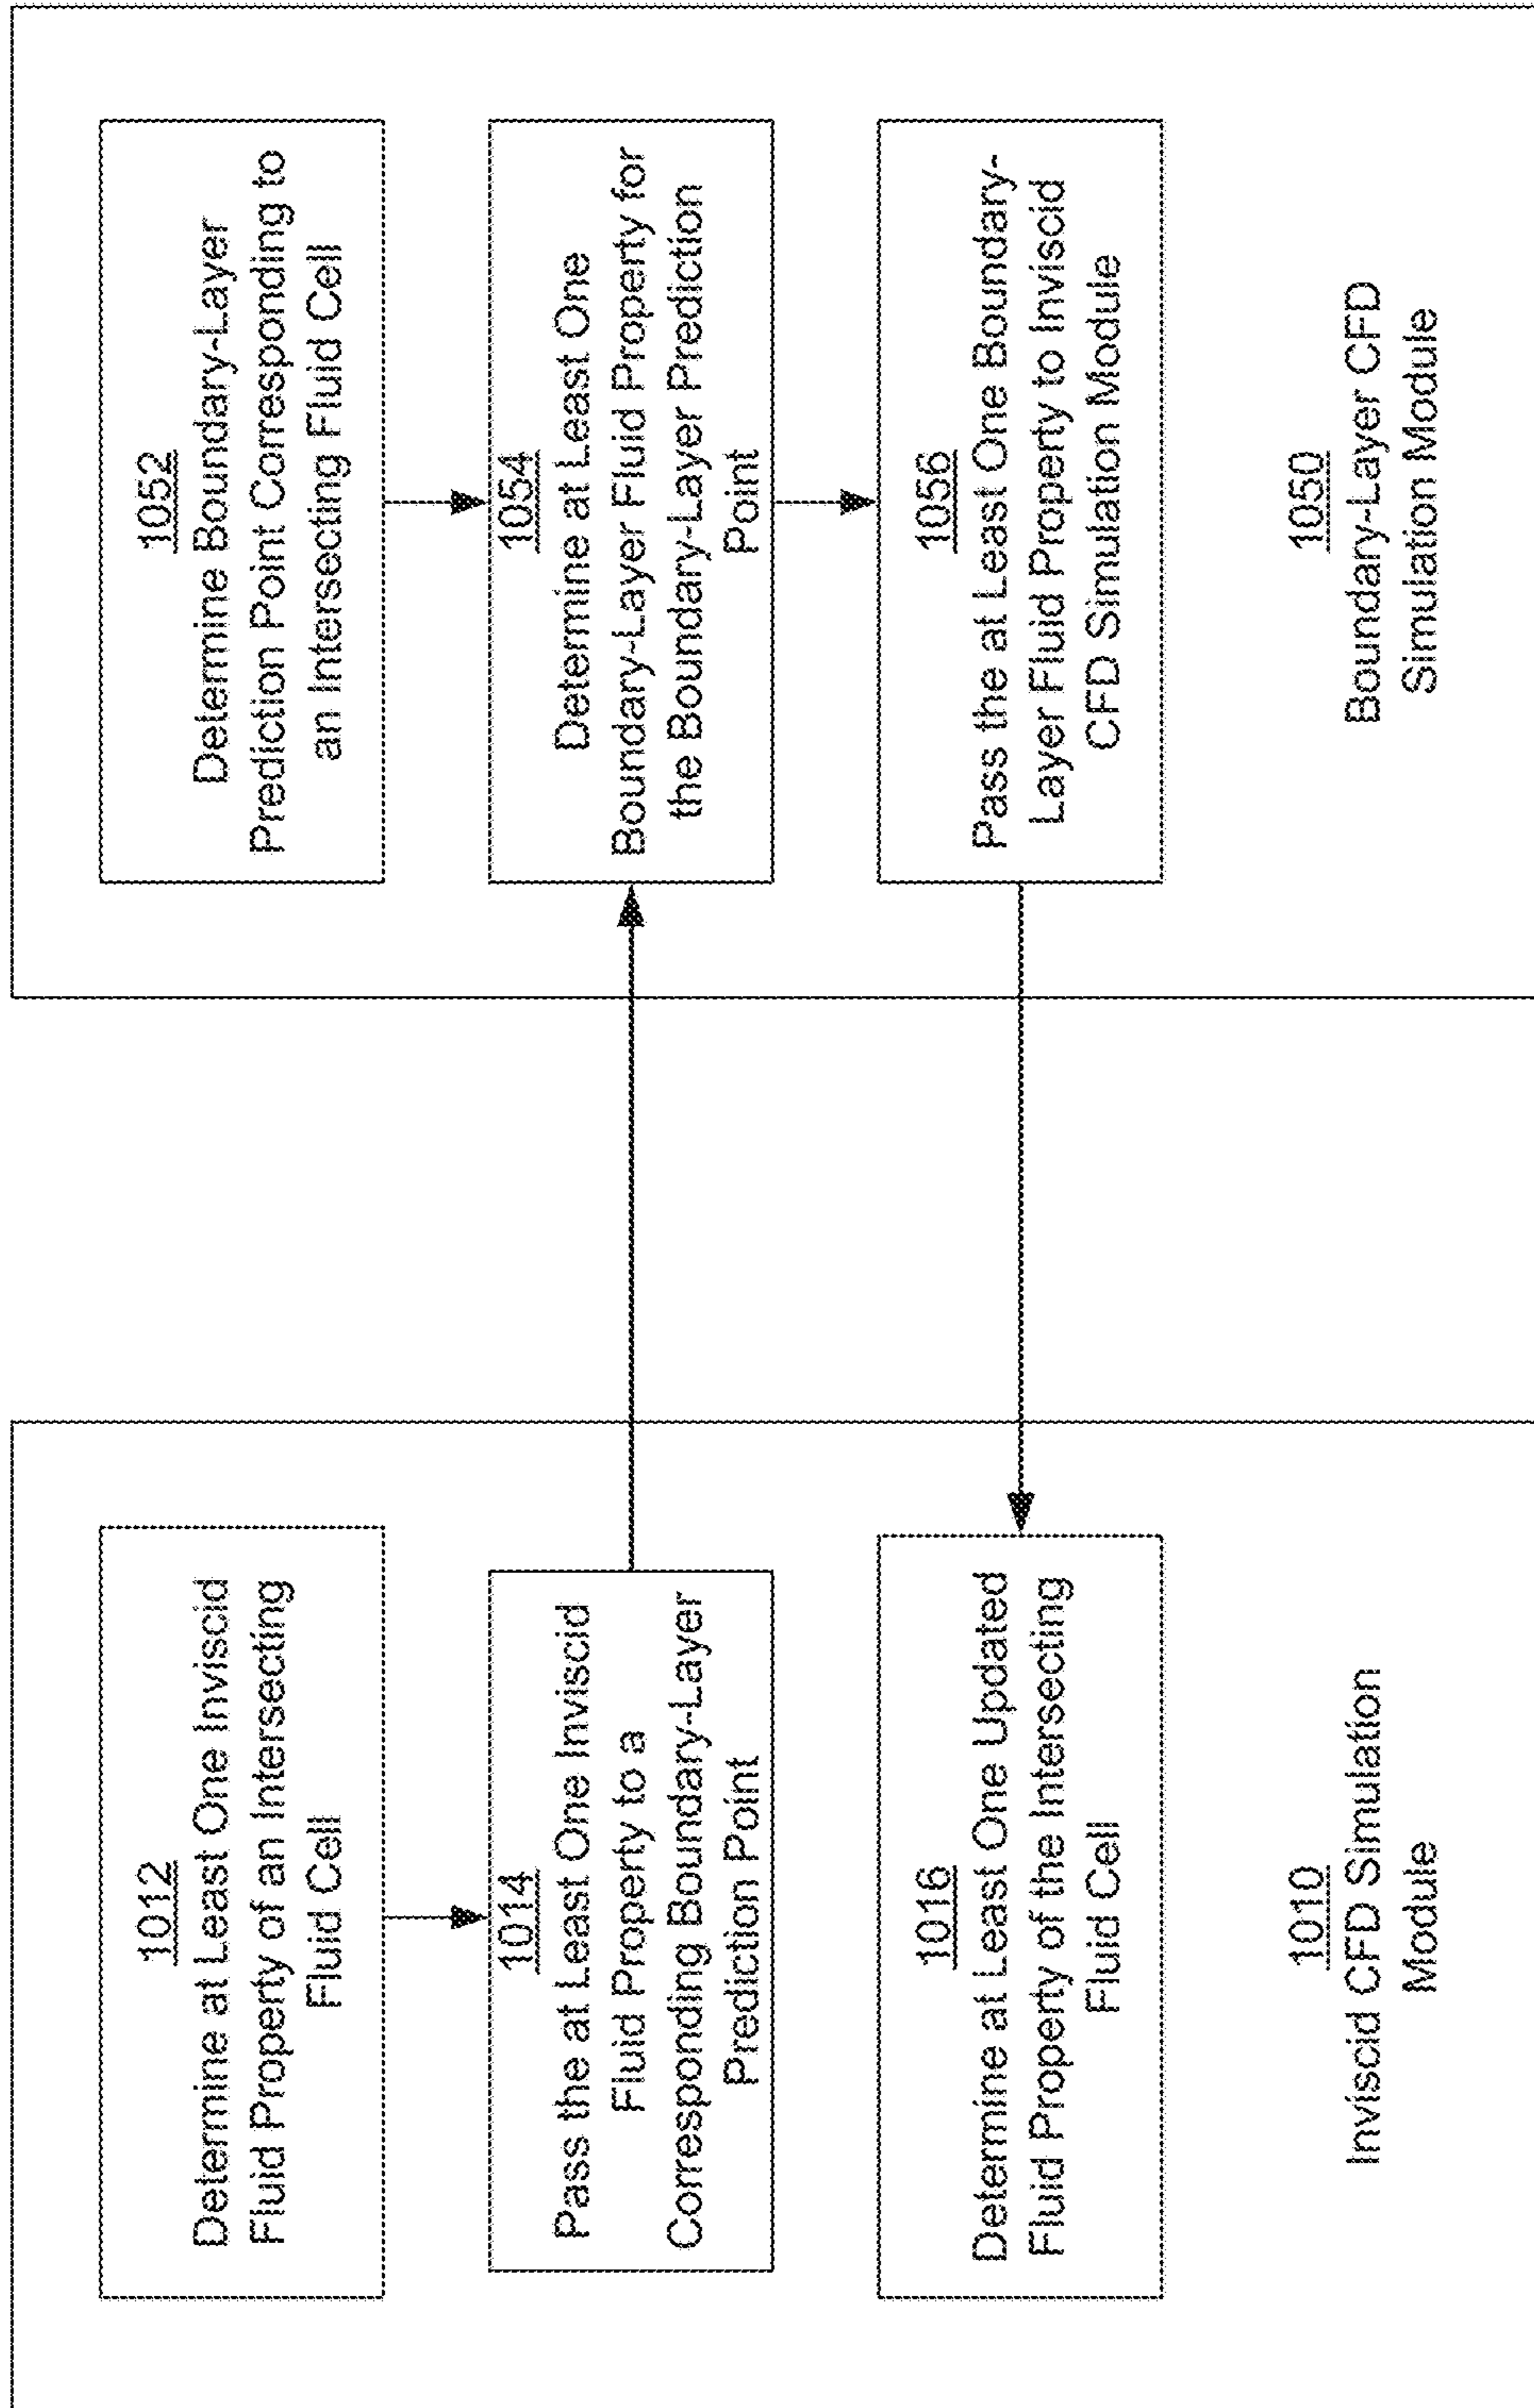 1012
Determine at Least One Inviscid
Fluid Property of an Intersecting
Fluid Cell
1014
Pass the at Least One Inviscid
Fluid Property to a
Corresponding Boundary-Layer
Prediction Point
1016
Determine at Least One Updated
Fluid Property of the Intersecting
Fluid Cell
1010
Inviscid CFD Simulation
Module
1052
Determine Boundary-Layer
Prediction Point Corresponding to
an Intersecting Fluid Cell
1054
Determine at Least One
Boundary-Layer Fluid Property for
the Boundary-Layer Prediction
Point
1056
Pass the at Least One Boundary-
Layer Fluid Property to Inviscid
CFD Simulation Module
1050
Boundary-Layer CFD
Simulation Module